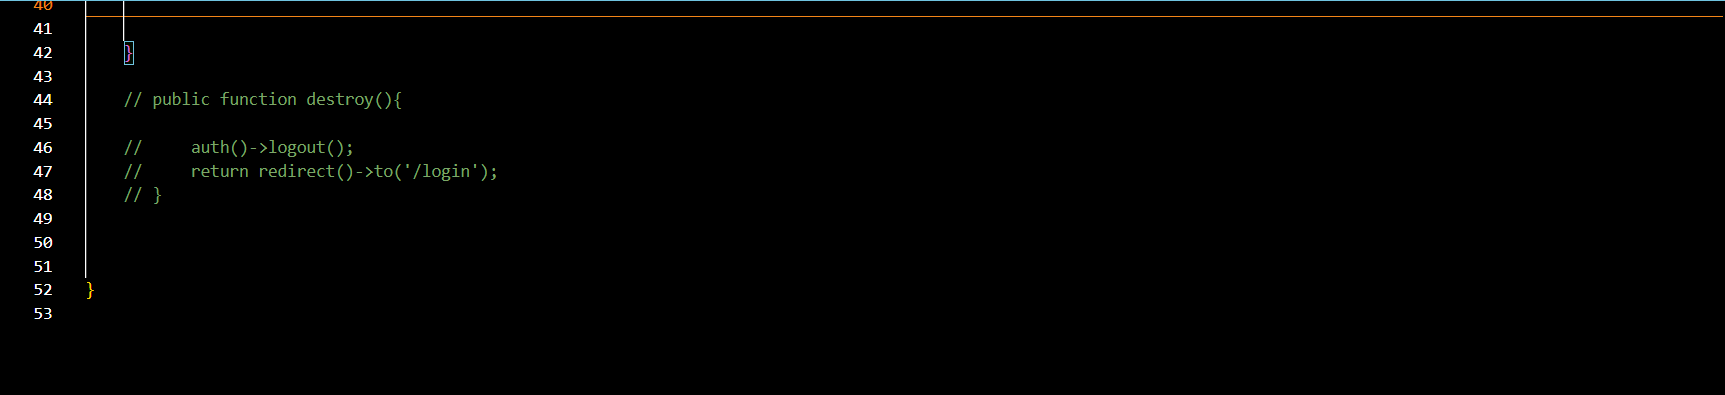 40
41
42 }
43
44 // public function destroy(){
45
46 //     auth()->logout();
47 //     return redirect()->to('/login');
48 // }
49
50
51
52 }
53